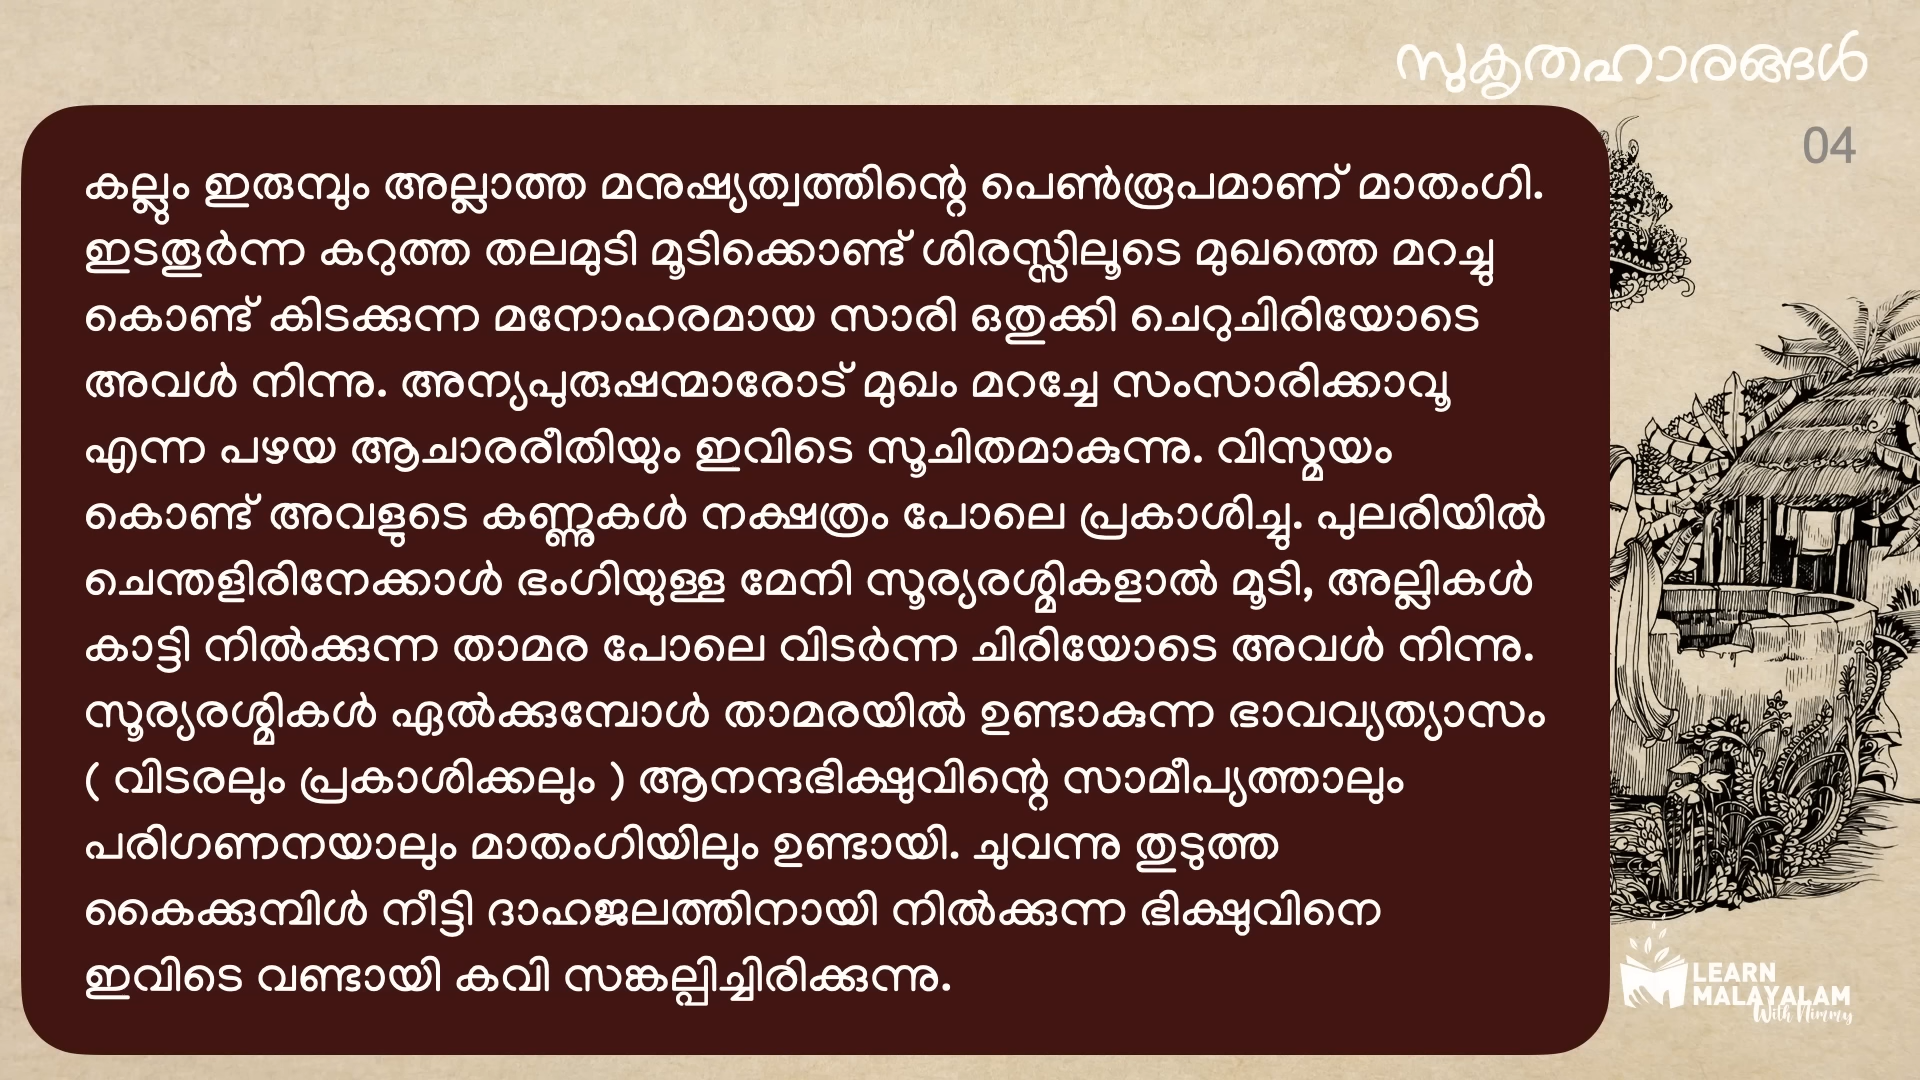 സുകൃതഹാരങ്ങൾ
04
കല്ലും ഇരുമ്പും അല്ലാത്ത മനുഷ്യത്വത്തിന്റെ പെൺരൂപമാണ് മാതംഗി.
ഇടതൂർന്ന കറുത്ത തലമുടി മൂടിക്കൊണ്ട് ശിരസ്സിലൂടെ മുഖത്തെ മറച്ചു
കൊണ്ട് കിടക്കുന്ന മനോഹരമായ സാരി ഒതുക്കി ചെറുചിരിയോടെ
അവൾ നിന്നു. അന്യപുരുഷന്മാരോട് മുഖം മറച്ചേ സംസാരിക്കാവൂ
എന്ന പഴയ ആചാരരീതിയും ഇവിടെ സൂചിതമാകുന്നു. വിസ്മയം
കൊണ്ട് അവളുടെ കണ്ണുകൾ നക്ഷത്രം പോലെ പ്രകാശിച്ചു. പുലരിയിൽ
ചെന്തളിരിനേക്കാൾ ഭംഗിയുള്ള മേനി സൂര്യരശ്മികളാൽ മൂടി, അല്ലികൾ
കാട്ടി നിൽക്കുന്ന താമര പോലെ വിടർന്ന ചിരിയോടെ അവൾ നിന്നു.
സൂര്യരശ്മികൾ ഏൽക്കുമ്പോൾ താമരയിൽ ഉണ്ടാകുന്ന ഭാവവ്യത്യാസം
( വിടരലും പ്രകാശിക്കലും ) ആനന്ദഭിക്ഷുവിന്റെ സാമീപ്യത്താലും
പരിഗണനയാലും മാതംഗിയിലും ഉണ്ടായി. ചുവന്നു തുടുത്ത
കൈക്കുമ്പിൾ നീട്ടി ദാഹജലത്തിനായി നിൽക്കുന്ന ഭിക്ഷുവിനെ
ഇവിടെ വണ്ടായി കവി സങ്കല്പിച്ചിരിക്കുന്നു.
LEARN
MALAYALAM
With Nimmy